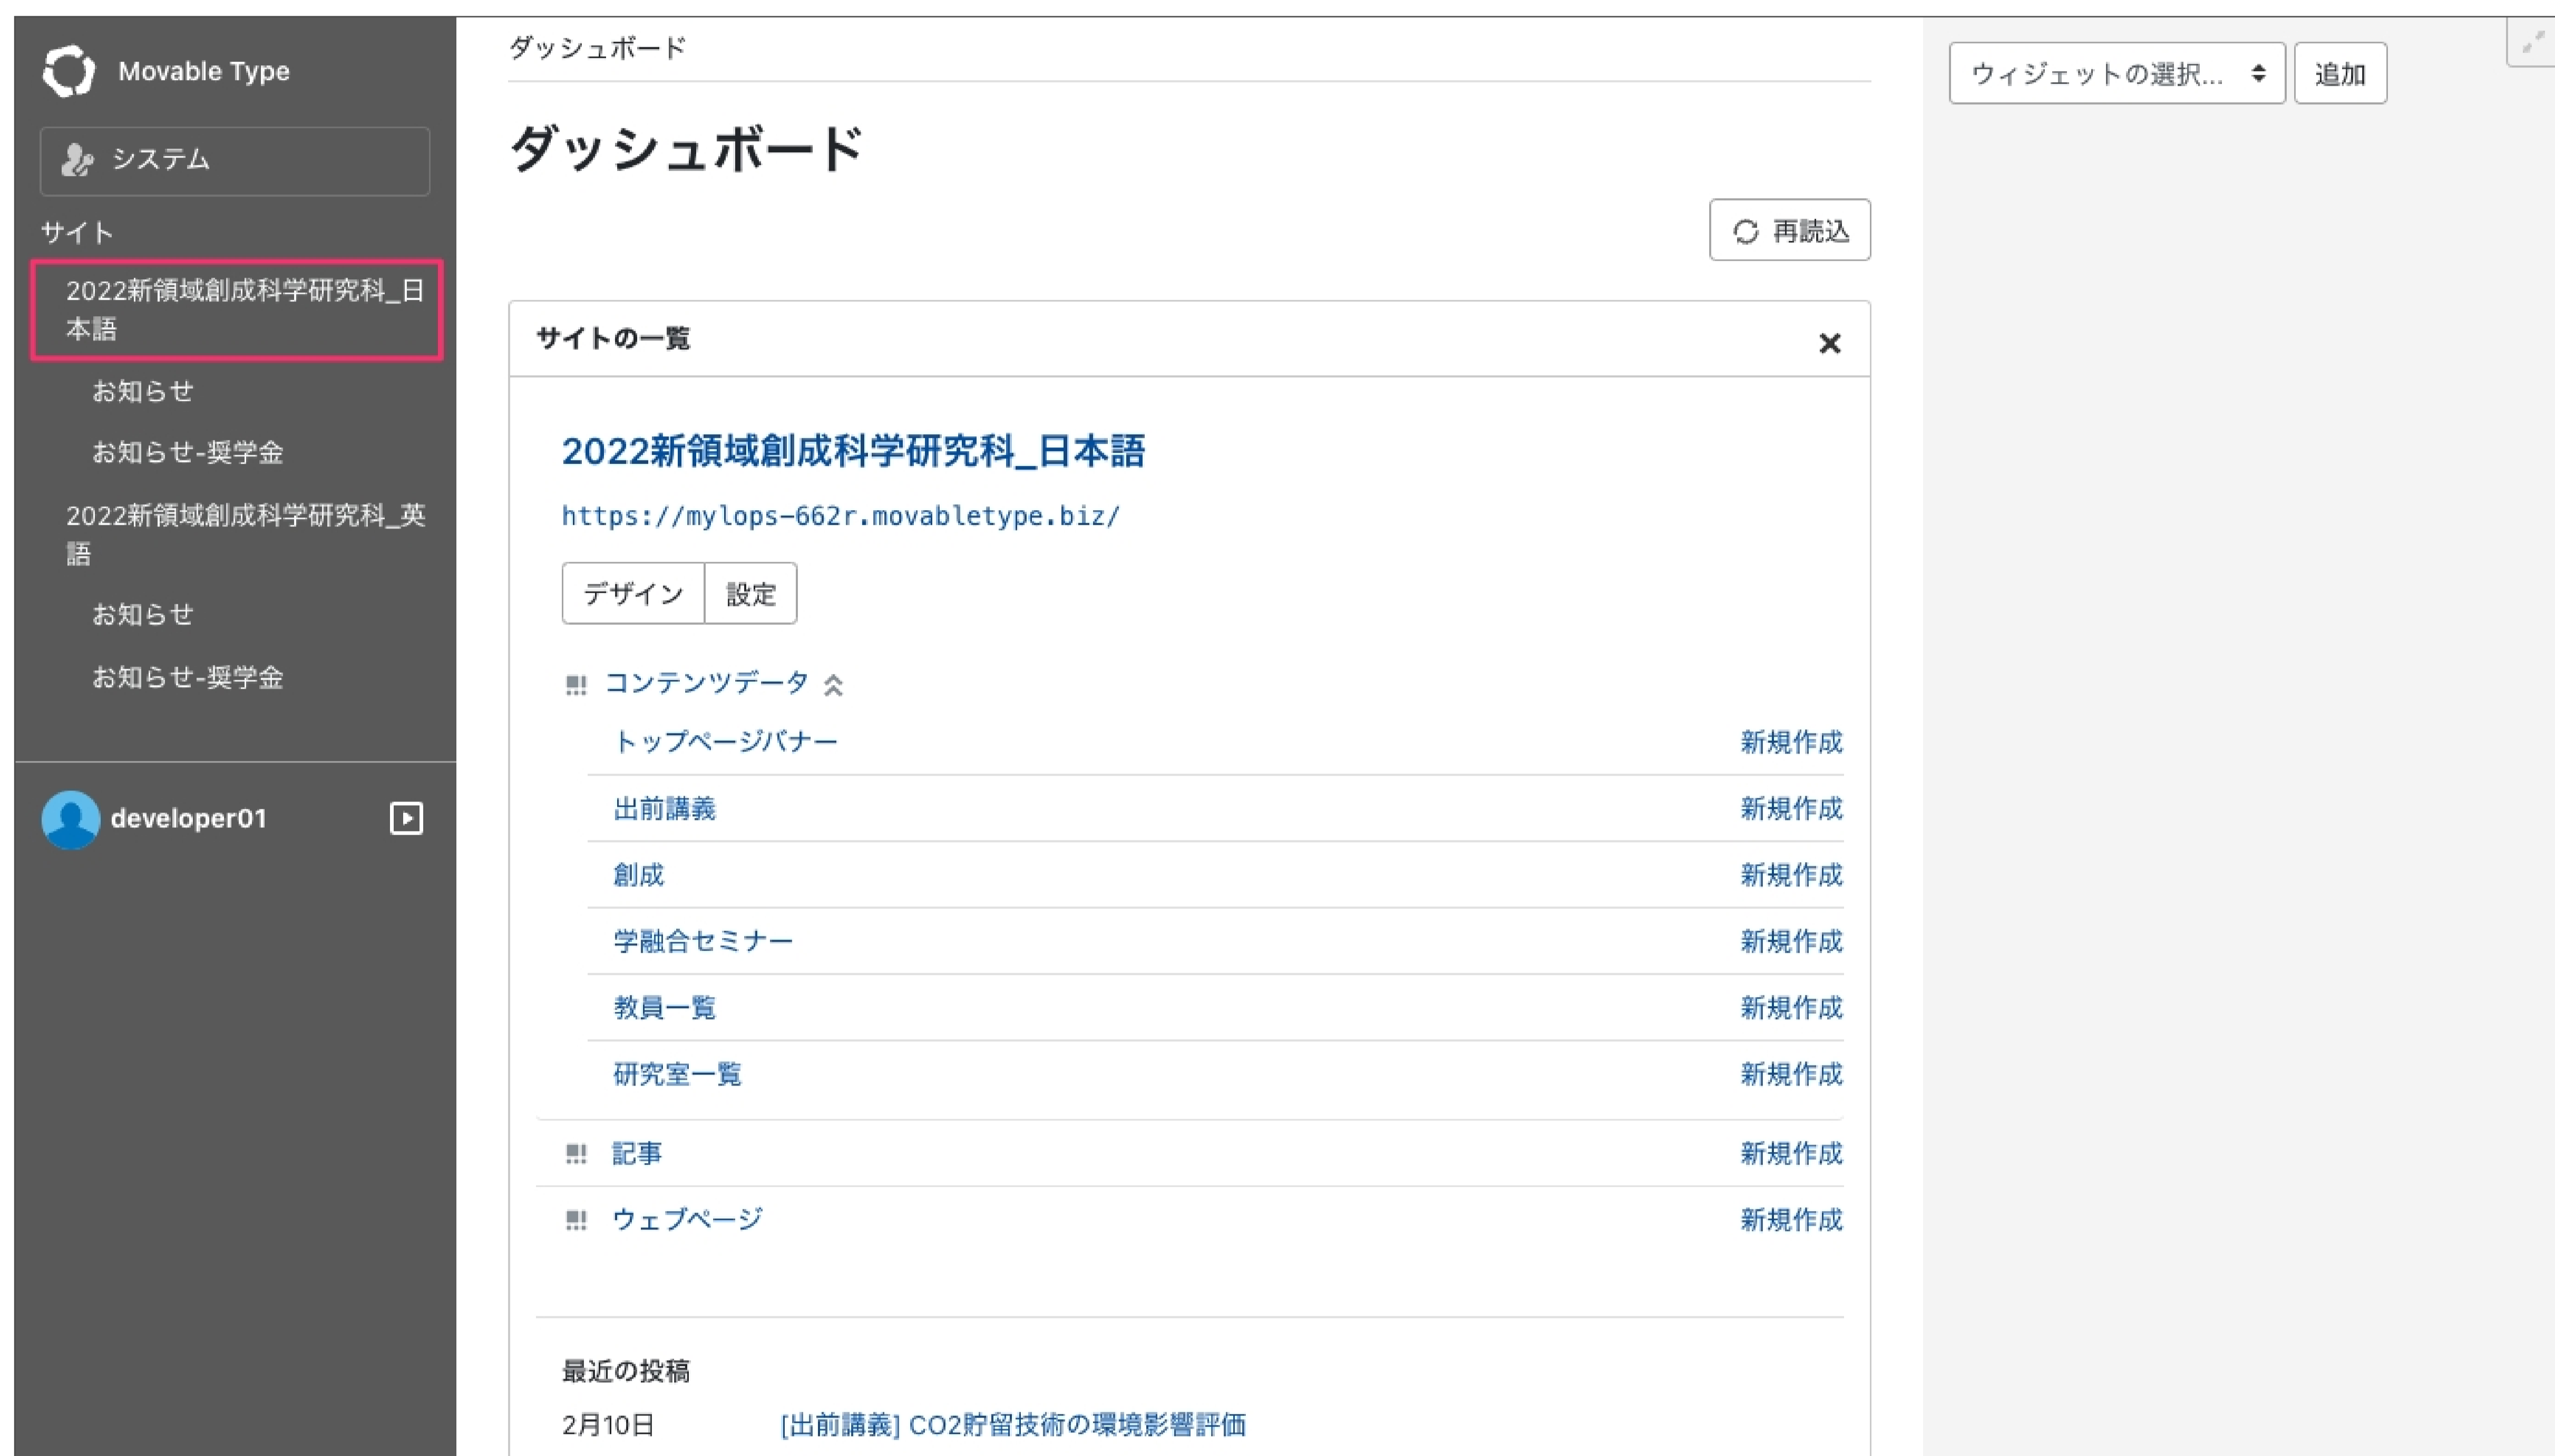 Movable Type
システム
サイト
2022新領域創成科学研究科_日
本語
お知らせ
お知らせ-奨学金
2022新領域創成科学研究科_英
語
お知らせ
お知らせ-奨学金
developer01
ダッシュボード
ダッシュボード
再読込
サイトの一覧
2022新領域創成科学研究科_日本語
https://mylops-662r.movabletype.biz/
デザイン 設定
コンテンツデータ
トップページバナー 新規作成
出前講義 新規作成
創成 新規作成
学融合セミナー 新規作成
教員一覧 新規作成
研究室一覧 新規作成
記事 新規作成
ウェブページ 新規作成
最近の投稿
2月10日 [出前講義] CO2貯留技術の環境影響評価
ウィジェットの選択... 追加